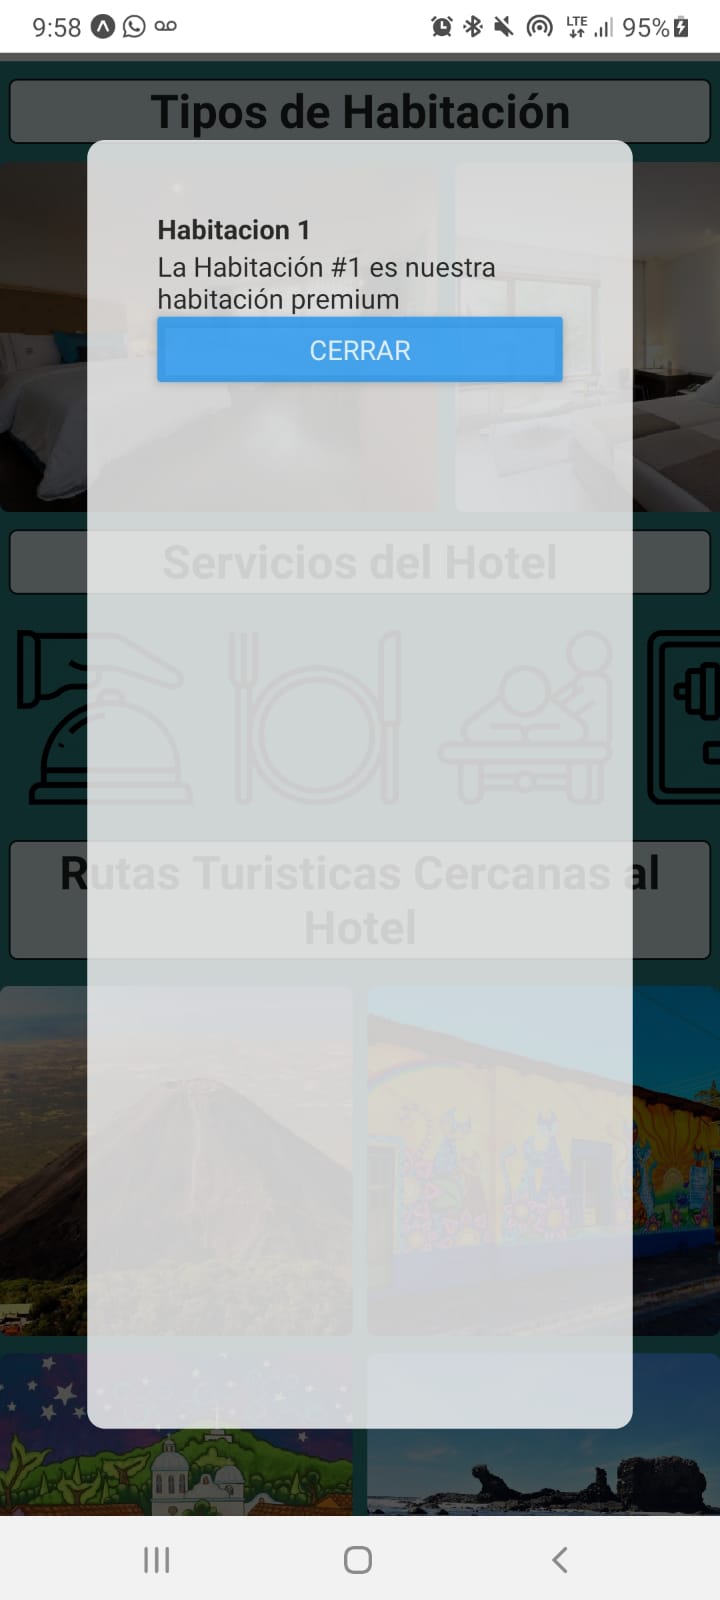 9:58
LTE
95%
Tipos de Habitación
Habitacion 1
La Habitación #1 es nuestra
habitación premium
CERRAR
Servicios del Hotel
Rutas Turisticas Cercanas al
Hotel